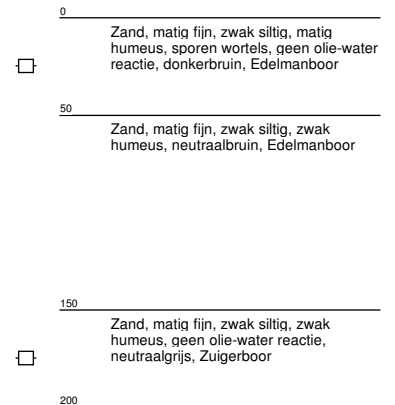 0
Zand, matig fijn, zwak siltig, matig
humeus, sporen wortels, geen olie-water
reactie, donkerbruin, Edelmanboor
50
Zand, matig fijn, zwak siltig, zwak
humeus, neutraalbruin, Edelmanboor
150
Zand, matig fijn, zwak siltig, zwak
humeus, geen olie-water reactie,
neutraalgrijs, Zuigerboor
200